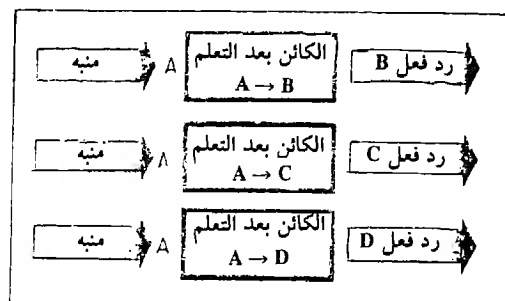 منبه A الكائن بعد التعلم رد فعل B
A → B
منبه A الكائن بعد التعلم رد فعل C
A → C
منبه A الكائن بعد التعلم رد فعل D
A → D